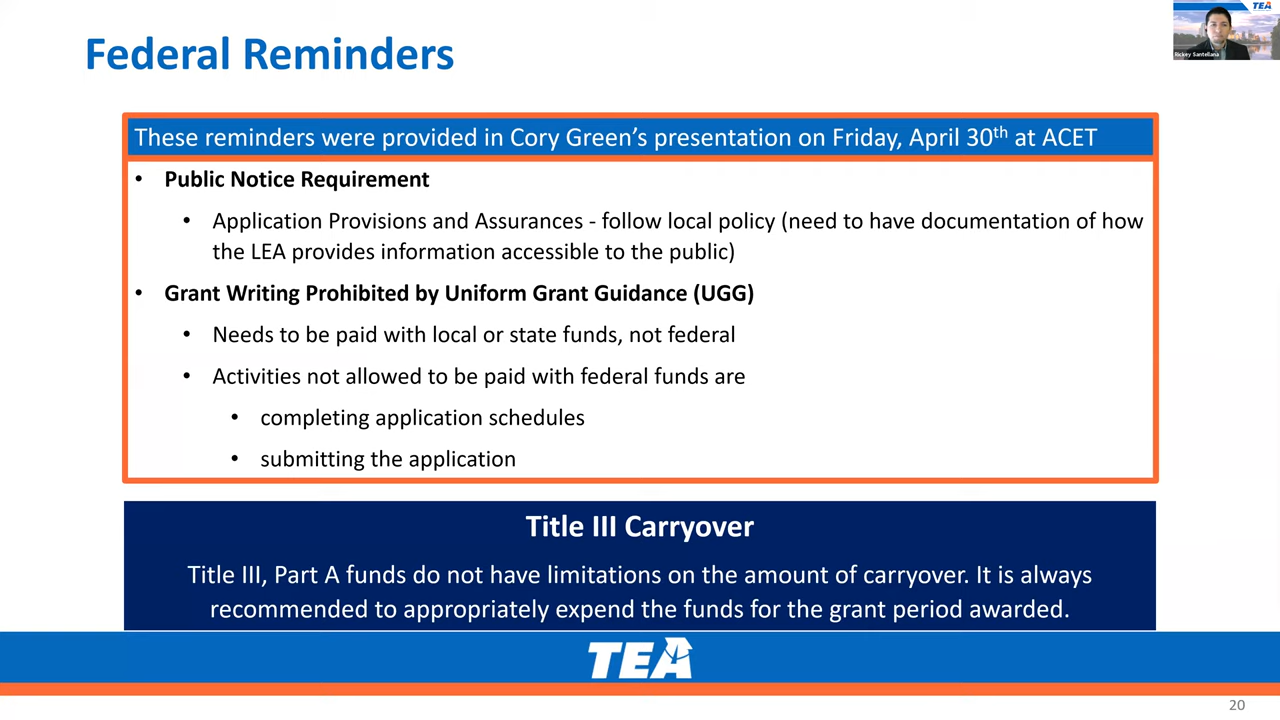 TEA
Rickey Santellana
Federal Reminders
These reminders were provided in Cory Green’s presentation on Friday, April 30th at ACET
• Public Notice Requirement
• Application Provisions and Assurances - follow local policy (need to have documentation of how
the LEA provides information accessible to the public)
• Grant Writing Prohibited by Uniform Grant Guidance (UGG)
• Needs to be paid with local or state funds, not federal
• Activities not allowed to be paid with federal funds are
• completing application schedules
• submitting the application
Title III Carryover
Title III, Part A funds do not have limitations on the amount of carryover. It is always
recommended to appropriately expend the funds for the grant period awarded.
TEA
20